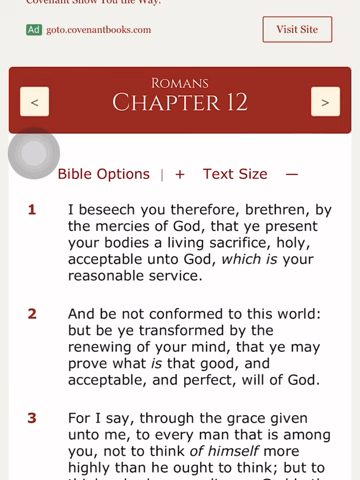 Covenant Show You the Way.
Ad goto.covenantbooks.com
Visit Site
Romans
Chapter 12
<
>
Bible Options | + Text Size —
1 I beseech you therefore, brethren, by
the mercies of God, that ye present
your bodies a living sacrifice, holy,
acceptable unto God, which is your
reasonable service.
2 And be not conformed to this world:
but be ye transformed by the
renewing of your mind, that ye may
prove what is that good, and
acceptable, and perfect, will of God.
3 For I say, through the grace given
unto me, to every man that is among
you, not to think of himself more
highly than he ought to think; but to